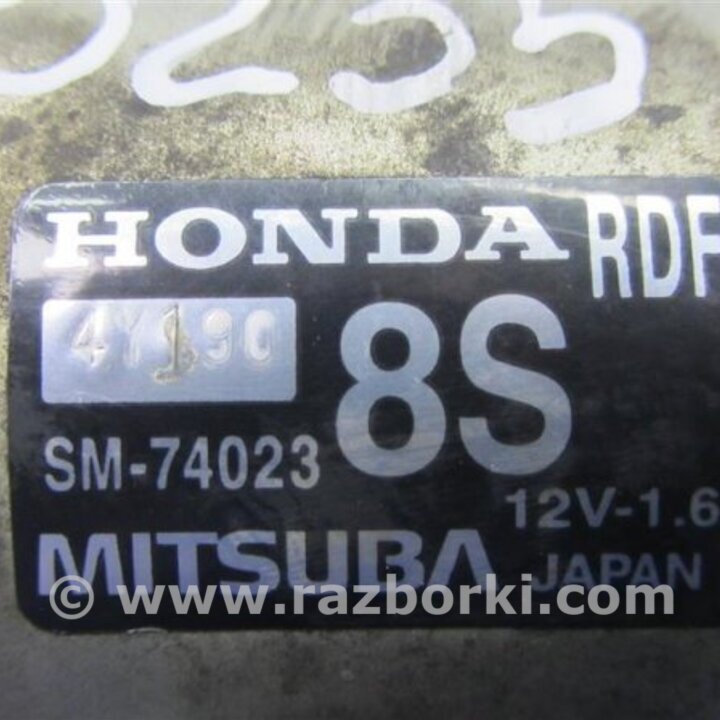 HONDA RDF
8S
SM-74023
12V-1.6
MITSUBA JAPAN
© www.razborki.com